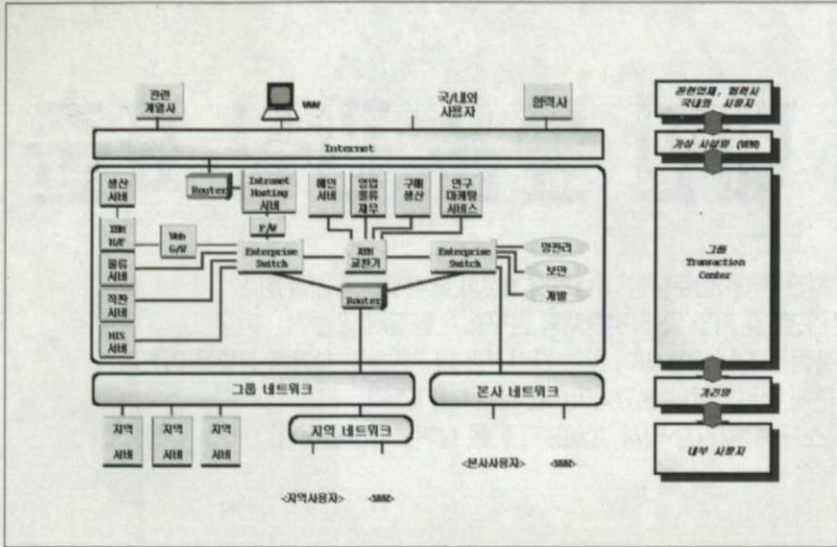 관련
계열사
WWW
국/내외
사용자
협력사
Internet
생산
서버
Router
Intranet
Hosting
서버
메인
서버
영업
물류
재무
구매
생산
연구
마케팅
서비스
IBM
H/F
Web
G/W
F/W
물류
서버
Enterprise
Switch
ATM
교환기
Enterprise
Switch
망관리
보안
개발
직판
서버
Router
MIS
서버
그룹 네트워크
본사 네트워크
지역
서버
지역
서버
지역
서버
지역 네트워크
<본사사용자>
<지역사용자>
관련업체, 협력사
국내외 사용자
가상 사설망
그룹
Transaction
Center
내부 사용자